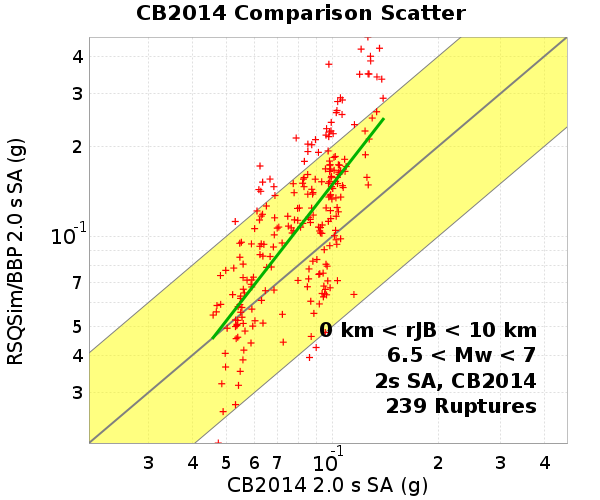 CB2014 Comparison Scatter
RSQSim/BBP 2.0 s SA (g)
4
3
2
10-1
7
5
4
3
0 km < rJB < 10 km
6.5 < Mw < 7
2s SA, CB2014
239 Ruptures
3 4 5 6 7 10-1 2 3 4
CB2014 2.0 s SA (g)